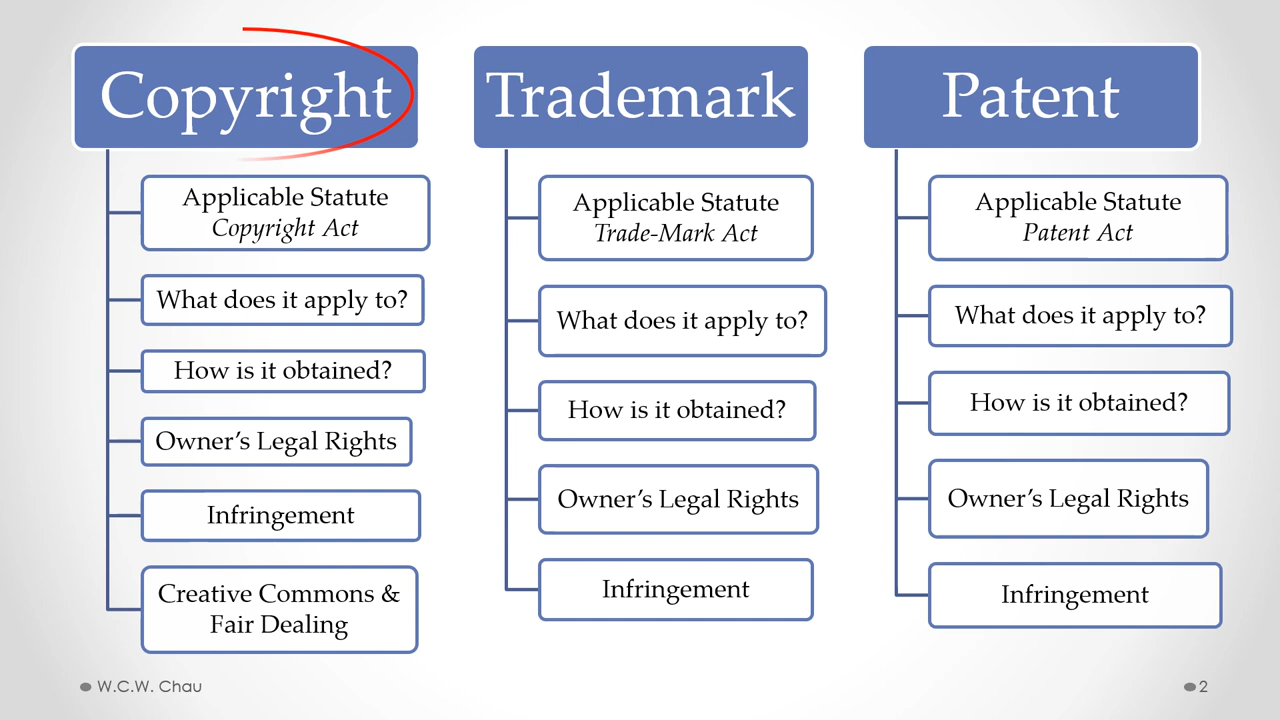 Copyright
Applicable Statute
Copyright Act
What does it apply to?
How is it obtained?
Owner's Legal Rights
Infringement
Creative Commons &
Fair Dealing
Trademark
Applicable Statute
Trade-Mark Act
What does it apply to?
How is it obtained?
Owner's Legal Rights
Infringement
Patent
Applicable Statute
Patent Act
What does it apply to?
How is it obtained?
Owner's Legal Rights
Infringement
W.C.W. Chau
2